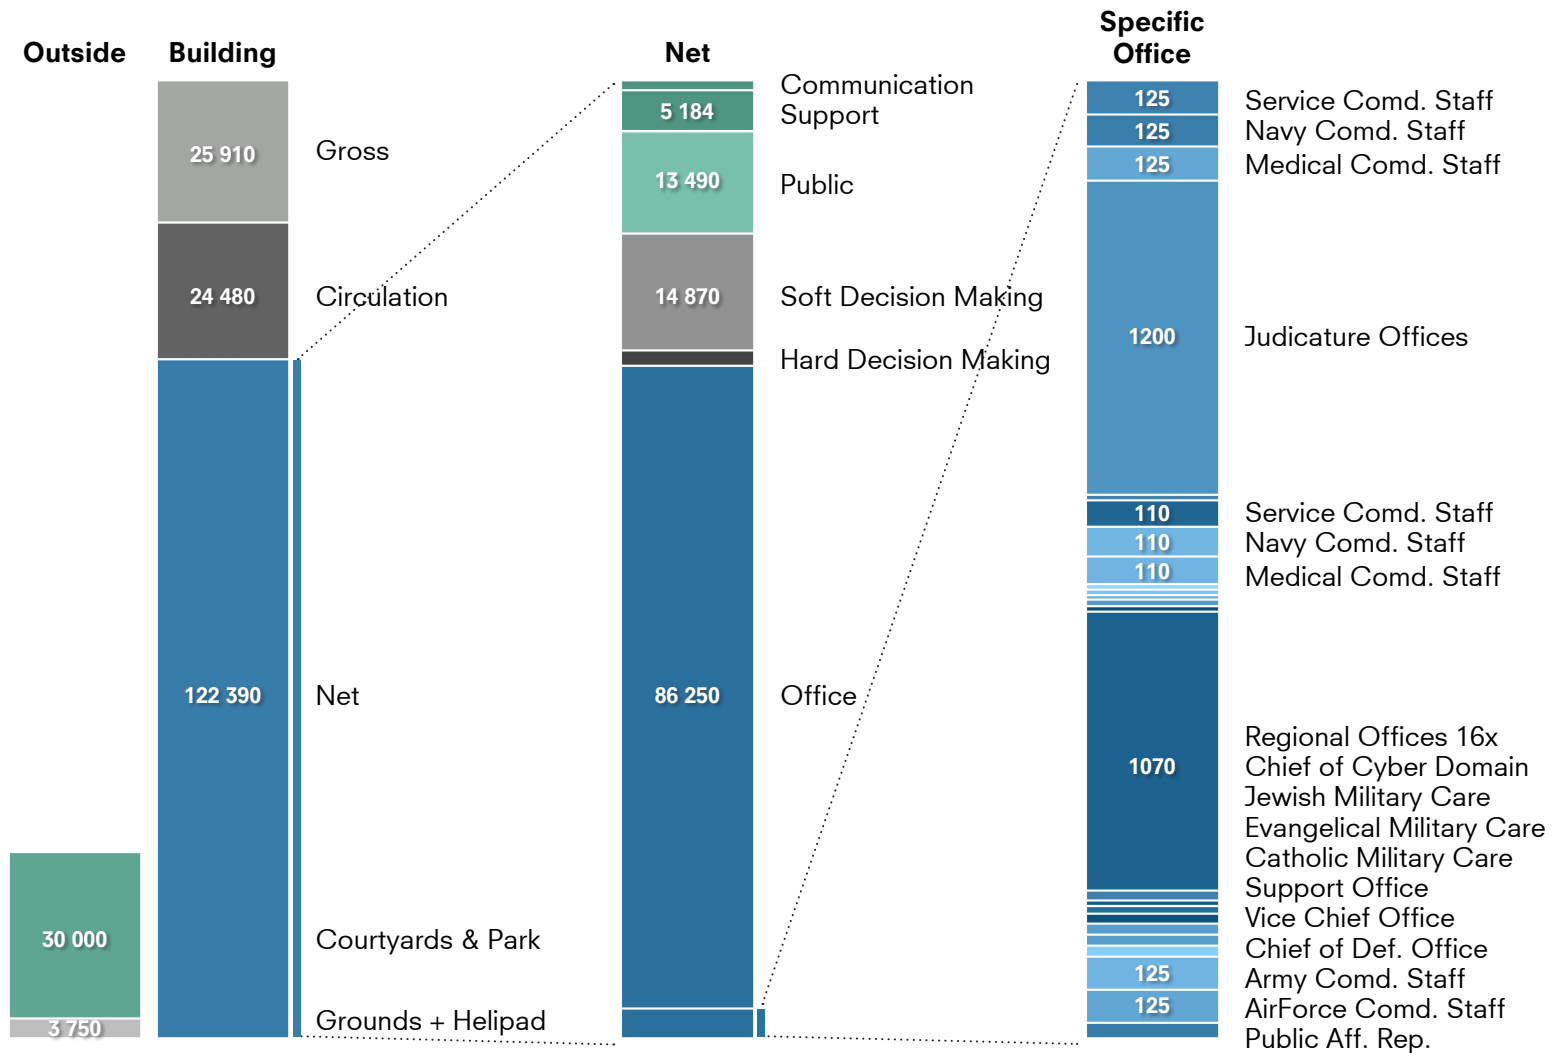 Outside
Building
Net
Specific
Office
25 910
Gross
24 480
Circulation
122 390
Net
30 000
Courtyards & Park
3 750
Grounds + Helipad
Communication
5 184
Support
13 490
Public
14 870
Soft Decision Making
Hard Decision Making
86 250
Office
125
Service Comd. Staff
125
Navy Comd. Staff
125
Medical Comd. Staff
1200
Judicature Offices
110
Service Comd. Staff
110
Navy Comd. Staff
110
Medical Comd. Staff
1070
Regional Offices 16x
Chief of Cyber Domain
Jewish Military Care
Evangelical Military Care
Catholic Military Care
Support Office
Vice Chief Office
Chief of Def. Office
125
Army Comd. Staff
125
AirForce Comd. Staff
Public Aff. Rep.